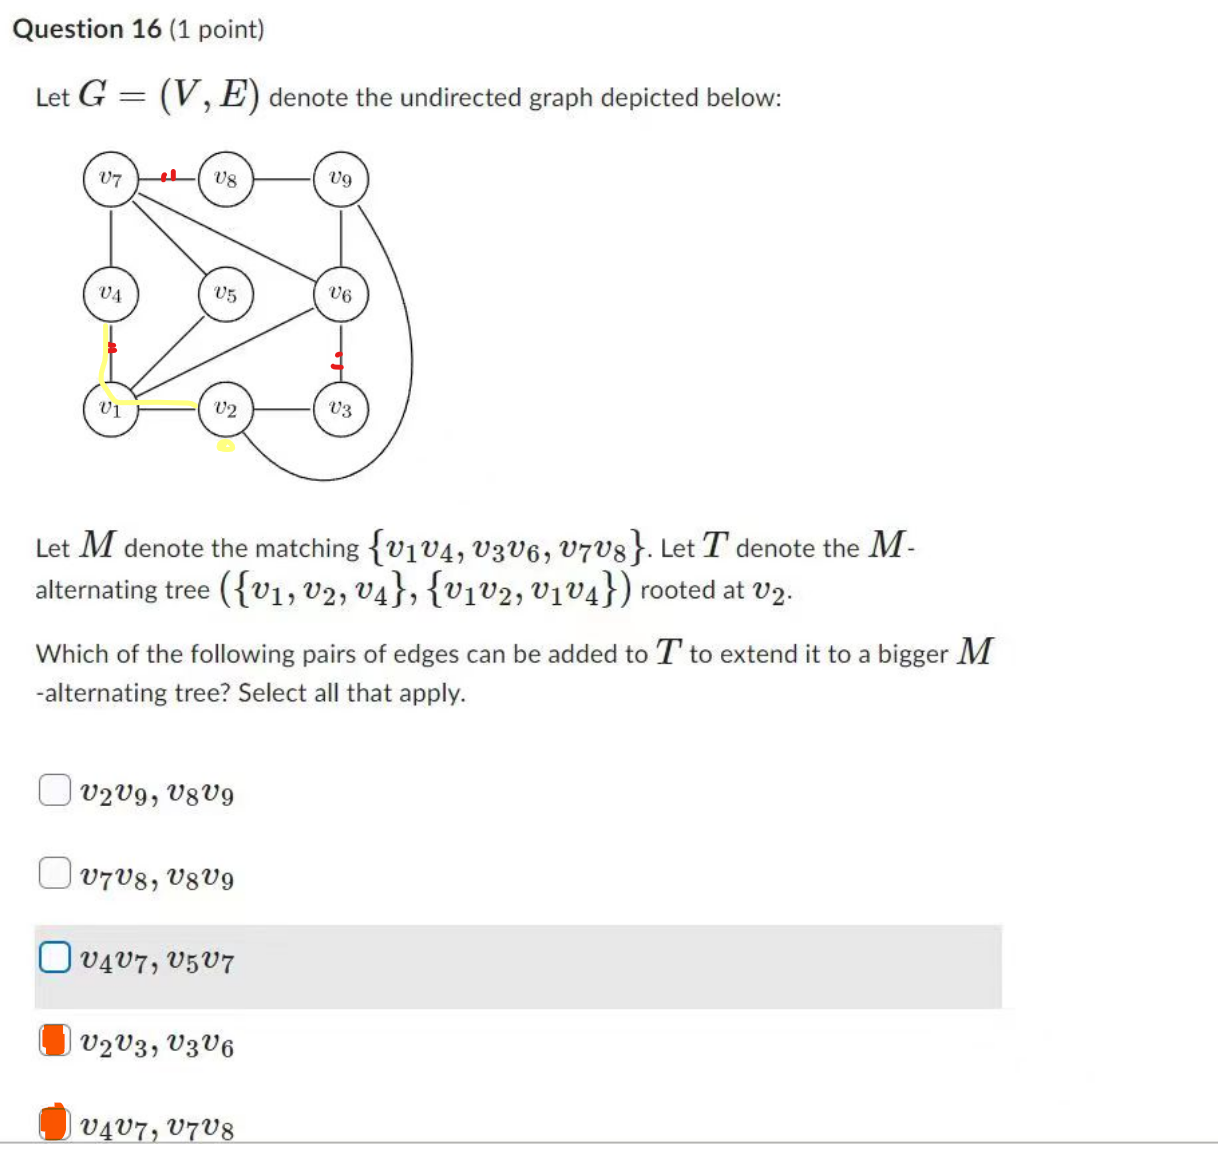 Question 16 (1 point)
Let G = (V, E) denote the undirected graph depicted below:
v₇ v₈ v₉
v₄ v₅ v₆
v₁ v₂ v₃
Let M denote the matching {v₁v₄, v₃v₆, v₇v₈}. Let T denote the M-
alternating tree ({v₁, v₂, v₄}, {v₁v₂, v₁v₄}) rooted at v₂.
Which of the following pairs of edges can be added to T to extend it to a bigger M
-alternating tree? Select all that apply.
v₂v₉, v₈v₉
v₇v₈, v₈v₉
v₄v₇, v₅v₇
v₂v₃, v₃v₆
v₄v₇, v₇v₈